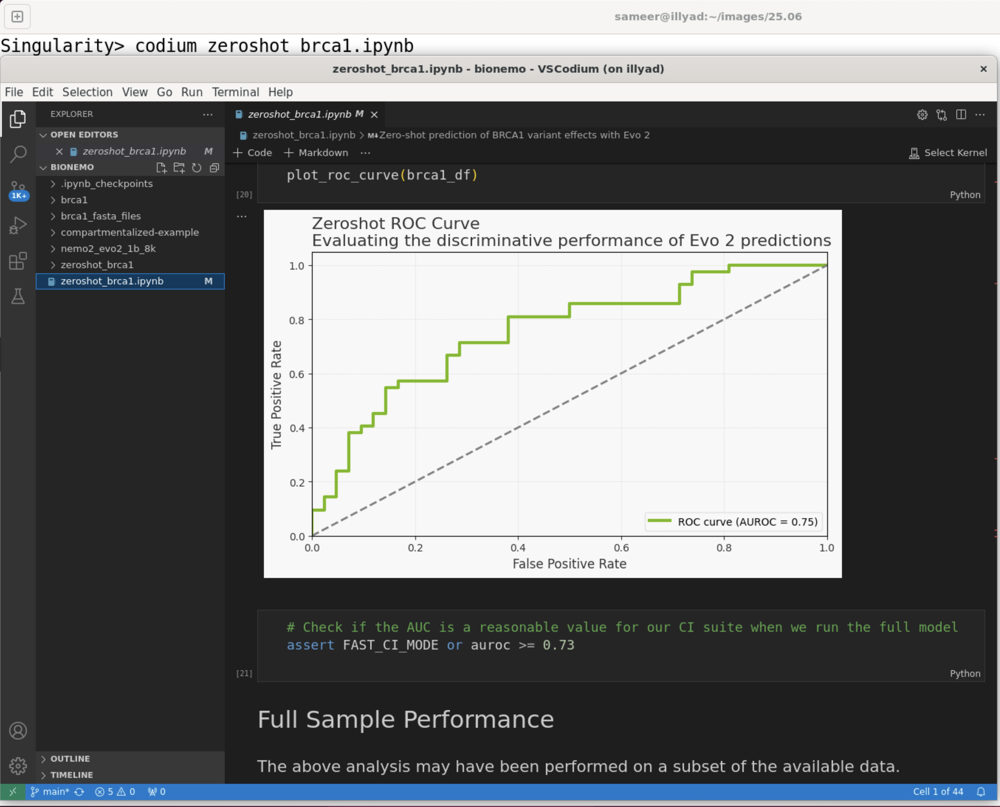 sameer@illyad:~/images/25.06
Singularity> codium zeroshot brca1.ipynb
zeroshot_brca1.ipynb - bionemo - VSCodium (on illyad)
File Edit Selection View Go Run Terminal Help
EXPLORER
OPEN EDITORS
zeroshot_brca1.ipynb M
BIONEMO
.ipynb_checkpoints
brca1
brca1_fasta_files
compartmentalized-example
nemo2_evo2_1b_8k
zeroshot_brca1
zeroshot_brca1.ipynb M
OUTLINE
TIMELINE
1K+
zeroshot_brca1.ipynb M
zeroshot_brca1.ipynb > M↓Zero-shot prediction of BRCA1 variant effects with Evo 2
+ Code + Markdown ... Select Kernel
plot_roc_curve(brca1_df)
[20] Python
Zeroshot ROC Curve
Evaluating the discriminative performance of Evo 2 predictions
True Positive Rate
1.0
0.8
0.6
0.4
0.2
0.0
ROC curve (AUROC = 0.75)
0.0 0.2 0.4 0.6 0.8 1.0
False Positive Rate
# Check if the AUC is a reasonable value for our CI suite when we run the full model
assert FAST_CI_MODE or auroc >= 0.73
[21] Python
Full Sample Performance
The above analysis may have been performed on a subset of the available data.
main* 5 0 0 Cell 1 of 44